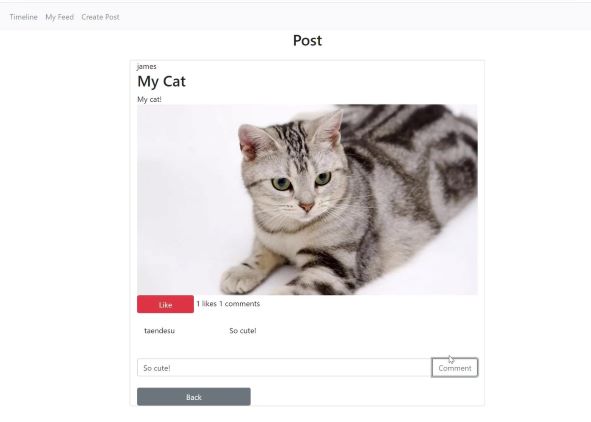 Timeline My Feed Create Post
Post
james
My Cat
My cat!
Like 1 likes 1 comments
taendesu So cute!
So cute! Comment
Back